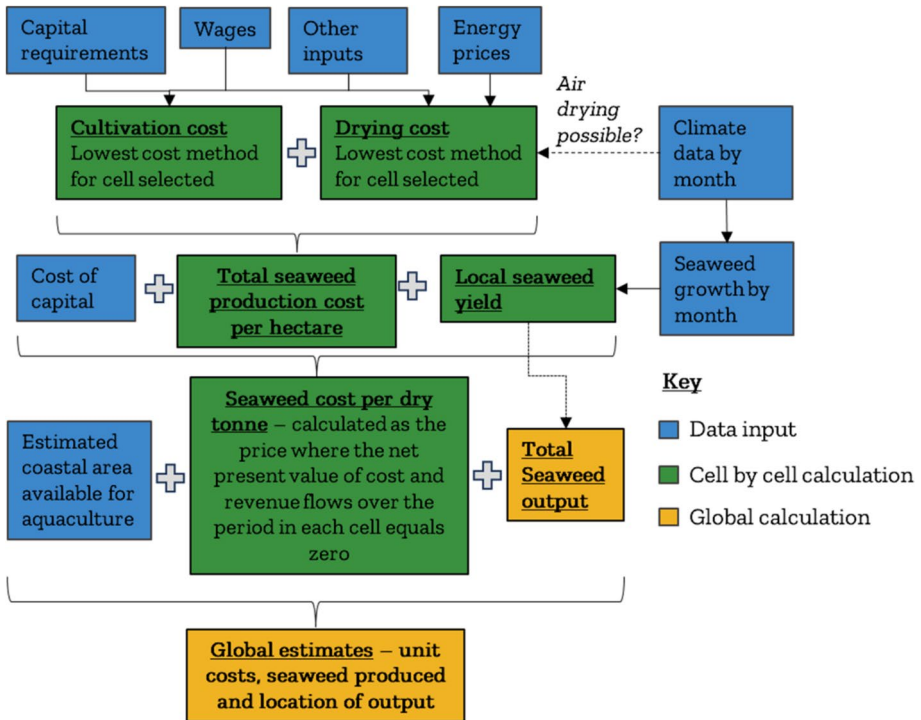 Capital
requirements
Wages
Other
inputs
Energy
prices
Air
drying
possible?
Cultivation cost
Lowest cost method
for cell selected
Drying cost
Lowest cost method
for cell selected
Climate
data by
month
Cost of
capital
Total seaweed
production cost
per hectare
Local seaweed
yield
Seaweed
growth by
month
Estimated
coastal area
available for
aquaculture
Seaweed cost per dry
tonne – calculated as the
price where the net
present value of cost and
revenue flows over the
period in each cell equals
zero
Total
Seaweed
output
Key
Data input
Cell by cell calculation
Global calculation
Global estimates – unit
costs, seaweed produced
and location of output